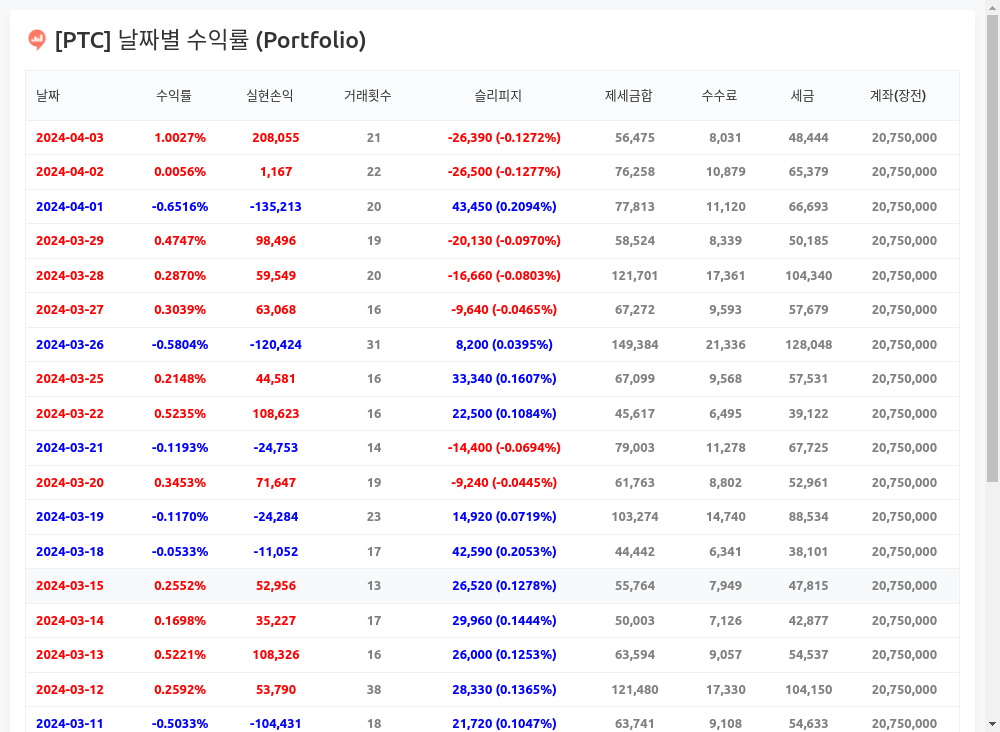 [PTC] 날짜별 수익률 (Portfolio)
날짜 수익률 실현손익 거래횟수 슬리피지 제세금합 수수료 세금 계좌(장전)
2024-04-03 1.0027% 208,055 21 -26,390 (-0.1272%) 56,475 8,031 48,444 20,750,000
2024-04-02 0.0056% 1,167 22 -26,500 (-0.1277%) 76,258 10,879 65,379 20,750,000
2024-04-01 -0.6516% -135,213 20 43,450 (0.2094%) 77,813 11,120 66,693 20,750,000
2024-03-29 0.4747% 98,496 19 -20,130 (-0.0970%) 58,524 8,339 50,185 20,750,000
2024-03-28 0.2870% 59,549 20 -16,660 (-0.0803%) 121,701 17,361 104,340 20,750,000
2024-03-27 0.3039% 63,068 16 -9,640 (-0.0465%) 67,272 9,593 57,679 20,750,000
2024-03-26 -0.5804% -120,424 31 8,200 (0.0395%) 149,384 21,336 128,048 20,750,000
2024-03-25 0.2148% 44,581 16 33,340 (0.1607%) 67,099 9,568 57,531 20,750,000
2024-03-22 0.5235% 108,623 16 22,500 (0.1084%) 45,617 6,495 39,122 20,750,000
2024-03-21 -0.1193% -24,753 14 -14,400 (-0.0694%) 79,003 11,278 67,725 20,750,000
2024-03-20 0.3453% 71,647 19 -9,240 (-0.0445%) 61,763 8,802 52,961 20,750,000
2024-03-19 -0.1170% -24,284 23 14,920 (0.0719%) 103,274 14,740 88,534 20,750,000
2024-03-18 -0.0533% -11,052 17 42,590 (0.2053%) 44,442 6,341 38,101 20,750,000
2024-03-15 0.2552% 52,956 13 26,520 (0.1278%) 55,764 7,949 47,815 20,750,000
2024-03-14 0.1698% 35,227 17 29,960 (0.1444%) 50,003 7,126 42,877 20,750,000
2024-03-13 0.5221% 108,326 16 26,000 (0.1253%) 63,594 9,057 54,537 20,750,000
2024-03-12 0.2592% 53,790 38 28,330 (0.1365%) 121,480 17,330 104,150 20,750,000
2024-03-11 -0.5033% -104,431 18 21,720 (0.1047%) 63,741 9,108 54,633 20,750,000